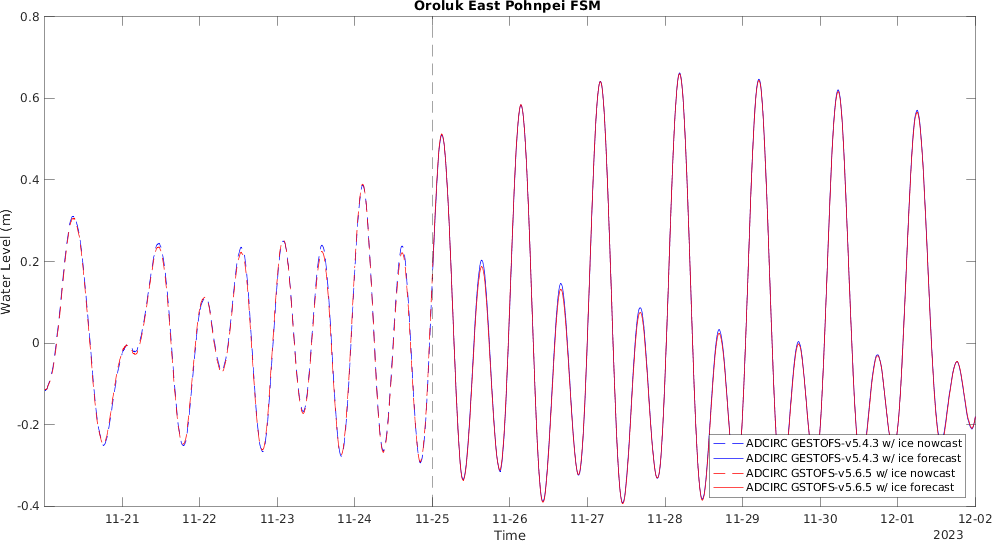 Oroluk East Pohnpei FSM
0.8
0.6
0.4
0.2
0
-0.2
-0.4
Water Level (m)
ADCIRC GESTOFS-v5.4.3 w/ ice nowcast
ADCIRC GESTOFS-v5.4.3 w/ ice forecast
ADCIRC GSTOFS-v5.6.5 w/ ice nowcast
ADCIRC GSTOFS-v5.6.5 w/ ice forecast
11-21 11-22 11-23 11-24 11-25 11-26 11-27 11-28 11-29 11-30 12-01 12-02
Time
2023